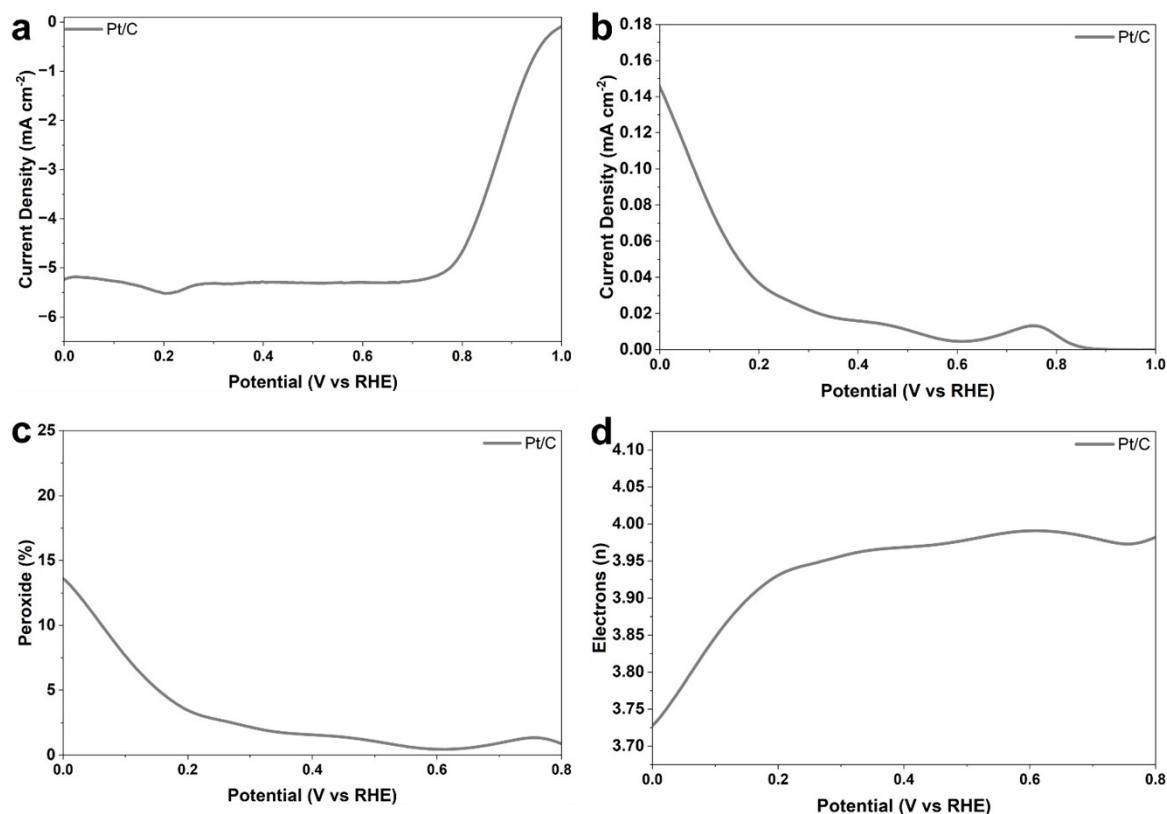 a
Pt/C
0
−1
−2
−3
−4
−5
−6
Current Density (mA cm-2)
0.0 0.2 0.4 0.6 0.8 1.0
Potential (V vs RHE)
b
Pt/C
0.18
0.16
0.14
0.12
0.10
0.08
0.06
0.04
0.02
0.00
Current Density (mA cm-2)
0.0 0.2 0.4 0.6 0.8 1.0
Potential (V vs RHE)
c
Pt/C
25
20
15
10
5
0
Peroxide (%)
0.0 0.2 0.4 0.6 0.8
Potential (V vs RHE)
d
Pt/C
4.10
4.05
4.00
3.95
3.90
3.85
3.80
3.75
3.70
Electrons (n)
0.0 0.2 0.4 0.6 0.8
Potential (V vs RHE)